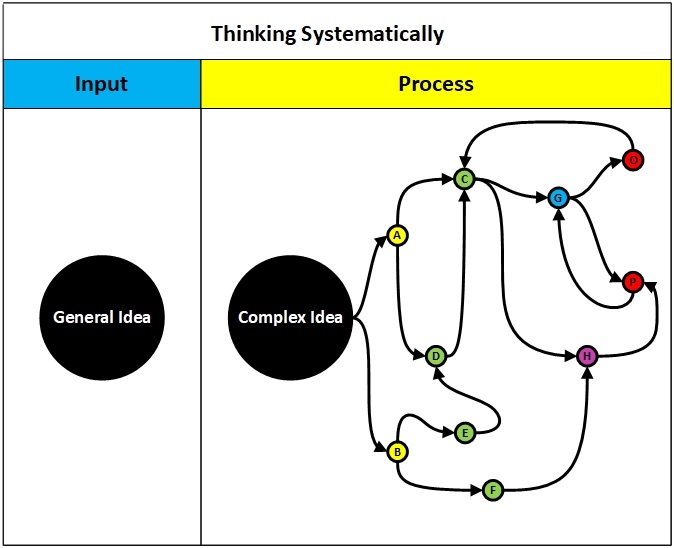 Thinking Systematically
Input
Process
General Idea
Complex Idea
O
C
G
A
P
D
H
E
B
F